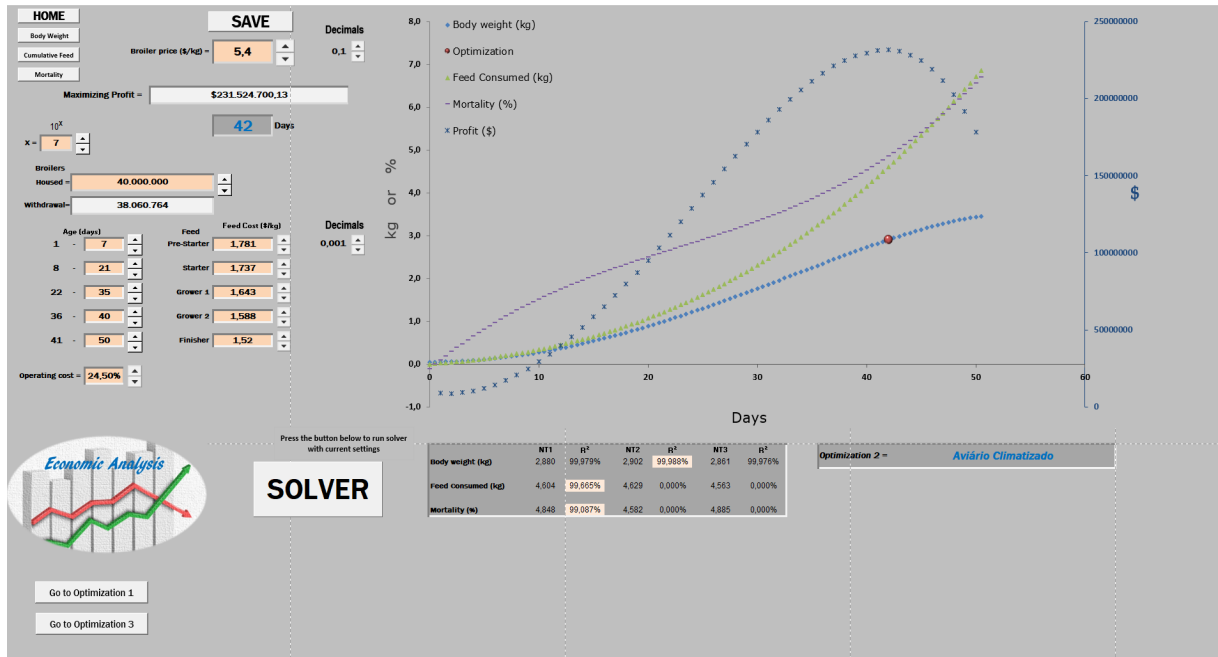 HOME
SAVE
Body Weight
Cumulative Feed
Mortality
Broiler price ($/kg) = 5,4
Decimals
0,1
Maximizing Profit = $231.524.700,13
42 Days
10^x
X = 7
Broilers
Housed = 40.000.000
Withdrawal= 38.060.764
Age (days) Feed Feed Cost ($/kg) Decimals
1 - 7 Pre-Starter 1,781 0,001
8 - 21 Starter 1,737
22 - 35 Grower 1 1,643
36 - 40 Grower 2 1,588
41 - 50 Finisher 1,52
Operating cost = 24,50%
8,0
7,0
6,0
5,0
4,0
3,0
2,0
1,0
0,0
-1,0
kg or %
Body weight (kg)
Optimization
Feed Consumed (kg)
Mortality (%)
Profit ($)
0 10 20 30 40 50 60
Days
250000000
200000000
150000000
100000000
50000000
0
$
Economic Analysis
Press the button below to run solver
with current settings
SOLVER
NT1 R² NT2 R² NT3 R²
Body weight (kg) 2,880 99,979% 2,902 99,988% 2,861 99,976%
Feed Consumed (kg) 4,604 99,665% 4,629 0,000% 4,563 0,000%
Mortality (%) 4,848 99,087% 4,582 0,000% 4,885 0,000%
Optimization 2 = Aviário Climatizado
Go to Optimization 1
Go to Optimization 3